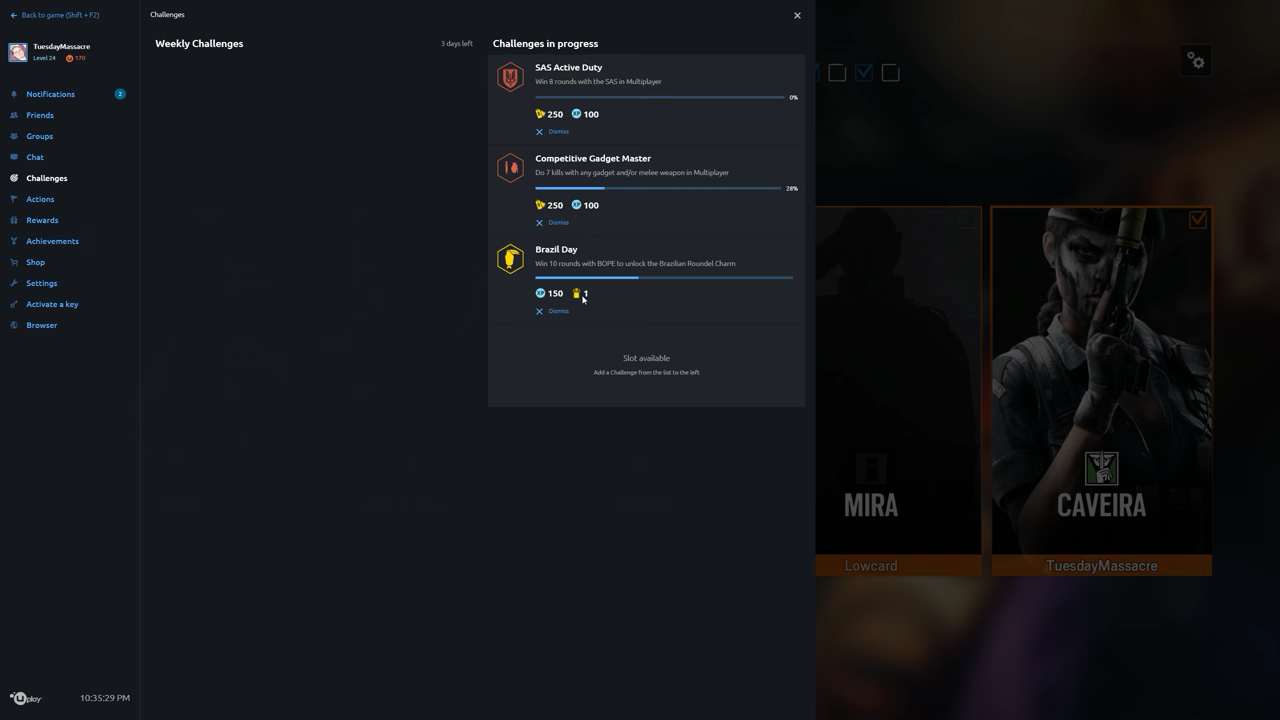 Back to game (Shift + F2)
TuesdayMassacre
Level 24 170
Notifications 2
Friends
Groups
Chat
Challenges
Actions
Rewards
Achievements
Shop
Settings
Activate a key
Browser
uplay 10:35:29 PM
Challenges
Weekly Challenges 3 days left
Challenges in progress
SAS Active Duty
Win 8 rounds with the SAS in Multiplayer
0%
250 XP 100
Dismiss
Competitive Gadget Master
Do 7 kills with any gadget and/or melee weapon in Multiplayer
28%
250 XP 100
Dismiss
Brazil Day
Win 10 rounds with BOPE to unlock the Brazilian Roundel Charm
XP 150 1
Dismiss
Slot available
Add a Challenge from the list to the left
MIRA
Lowcard
CAVEIRA
TuesdayMassacre